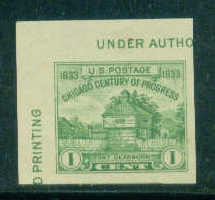 UNDER AUTHO
D PRINTING
U.S. POSTAGE
1833 1933
CHICAGO CENTURY OF PROGRESS
FORT DEARBORN
1 CENT 1